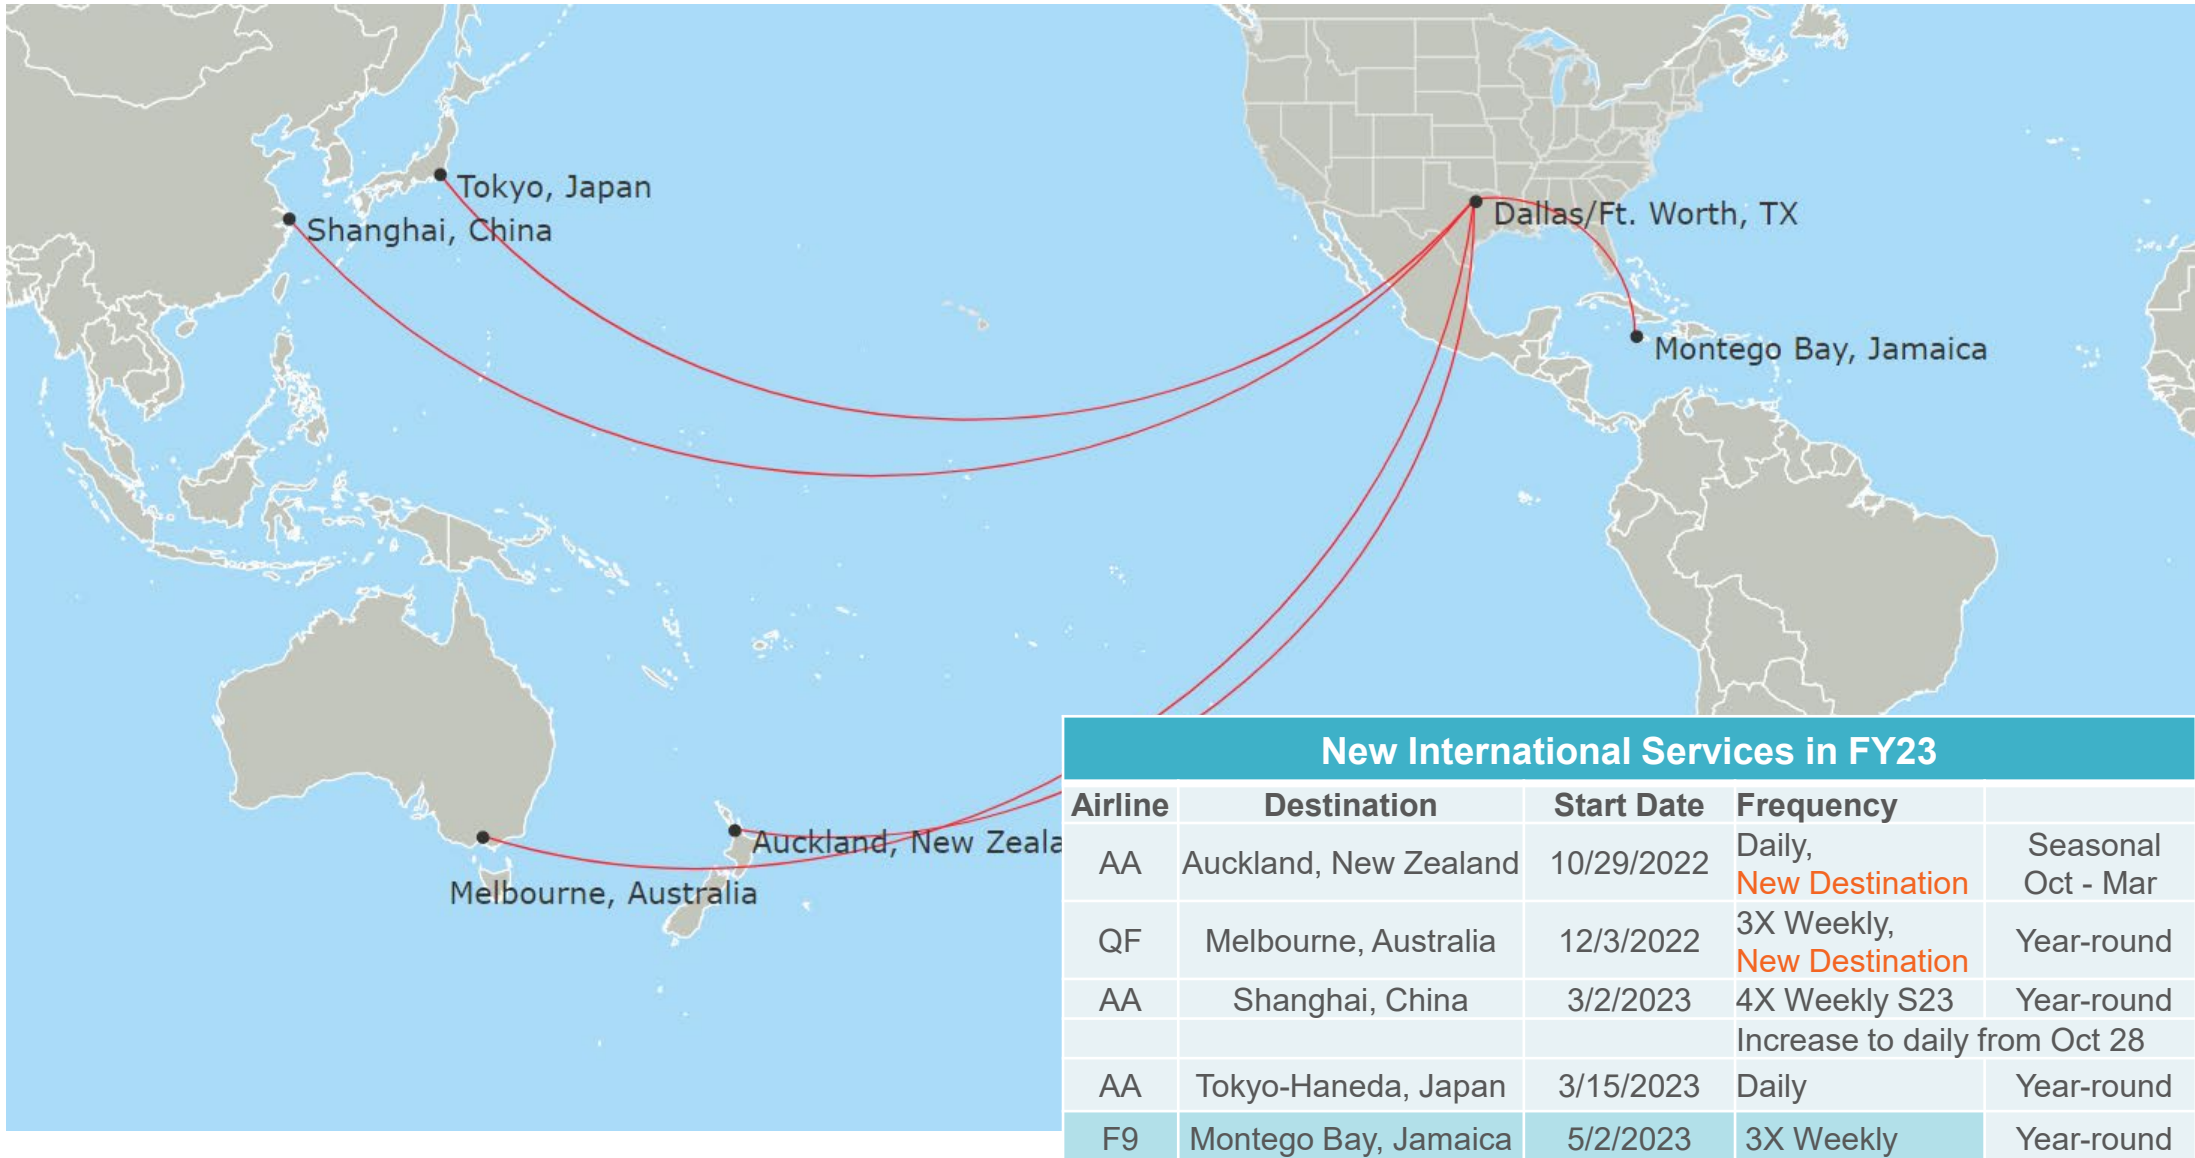 Tokyo, Japan
Shanghai, China
Dallas/Ft. Worth, TX
Montego Bay, Jamaica
Auckland, New Zeala
Melbourne, Australia
New International Services in FY23
Airline Destination Start Date Frequency
AA Auckland, New Zealand 10/29/2022 Daily, New Destination Seasonal Oct - Mar
QF Melbourne, Australia 12/3/2022 3X Weekly, New Destination Year-round
AA Shanghai, China 3/2/2023 4X Weekly S23 Year-round
Increase to daily from Oct 28
AA Tokyo-Haneda, Japan 3/15/2023 Daily Year-round
F9 Montego Bay, Jamaica 5/2/2023 3X Weekly Year-round